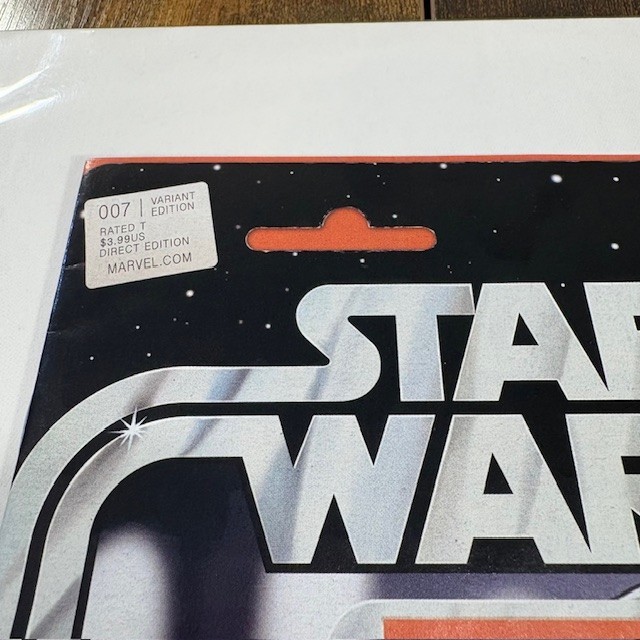 007 | VARIANT
EDITION
RATED T
$3.99US
DIRECT EDITION
MARVEL.COM
STAR
WAR